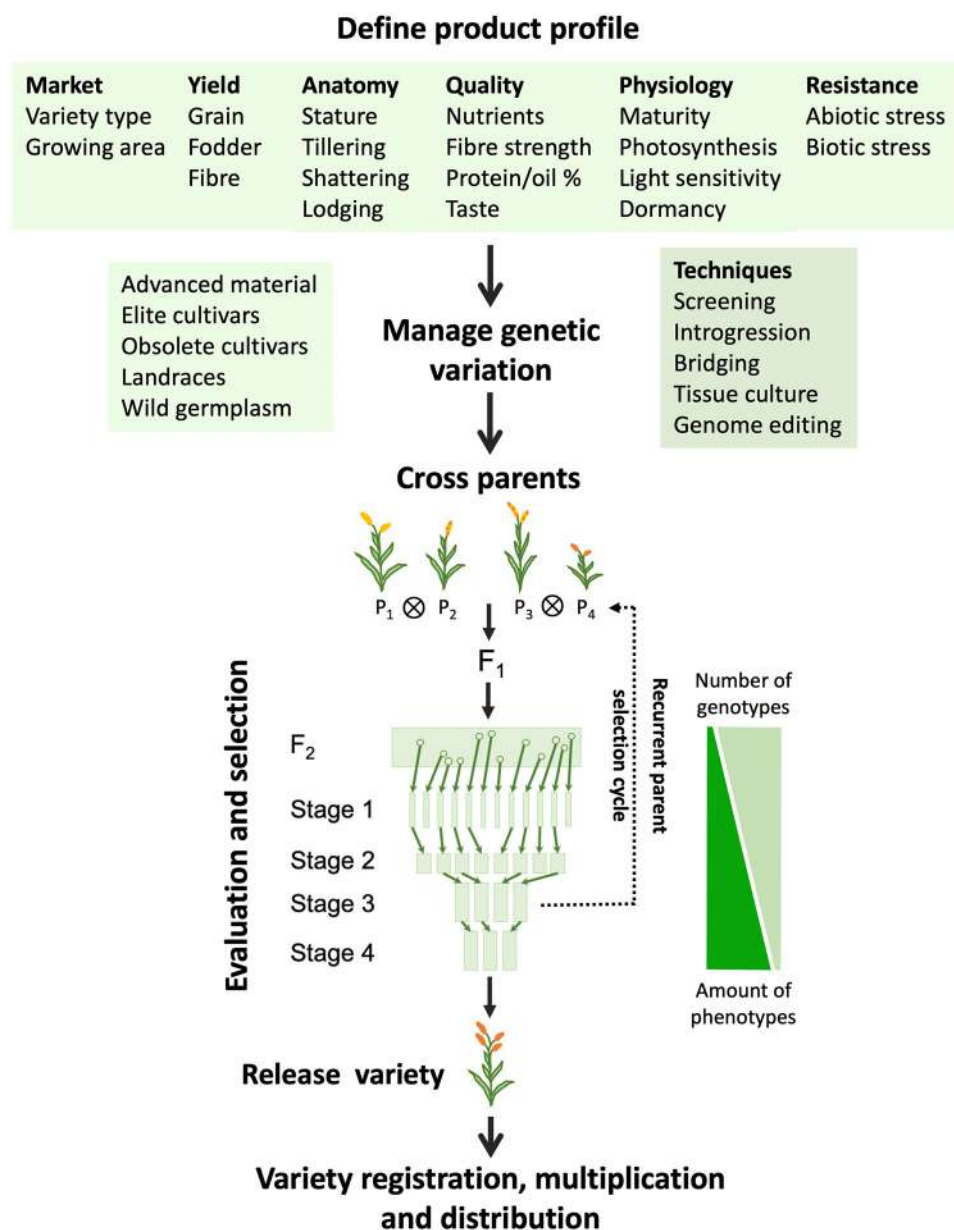 Define product profile
Market
Variety type
Growing area
Yield
Grain
Fodder
Fibre
Anatomy
Stature
Tillering
Shattering
Lodging
Quality
Nutrients
Fibre strength
Protein/oil %
Taste
Physiology
Maturity
Photosynthesis
Light sensitivity
Dormancy
Resistance
Abiotic stress
Biotic stress
Advanced material
Elite cultivars
Obsolete cultivars
Landraces
Wild germplasm
Manage genetic
variation
Techniques
Screening
Introgression
Bridging
Tissue culture
Genome editing
Cross parents
P₁ ⊗ P₂ P₃ ⊗ P₄
F₁
Evaluation and selection
F₂
Stage 1
Stage 2
Stage 3
Stage 4
Recurrent parent
selection cycle
Number of
genotypes
Amount of
phenotypes
Release variety
Variety registration, multiplication
and distribution